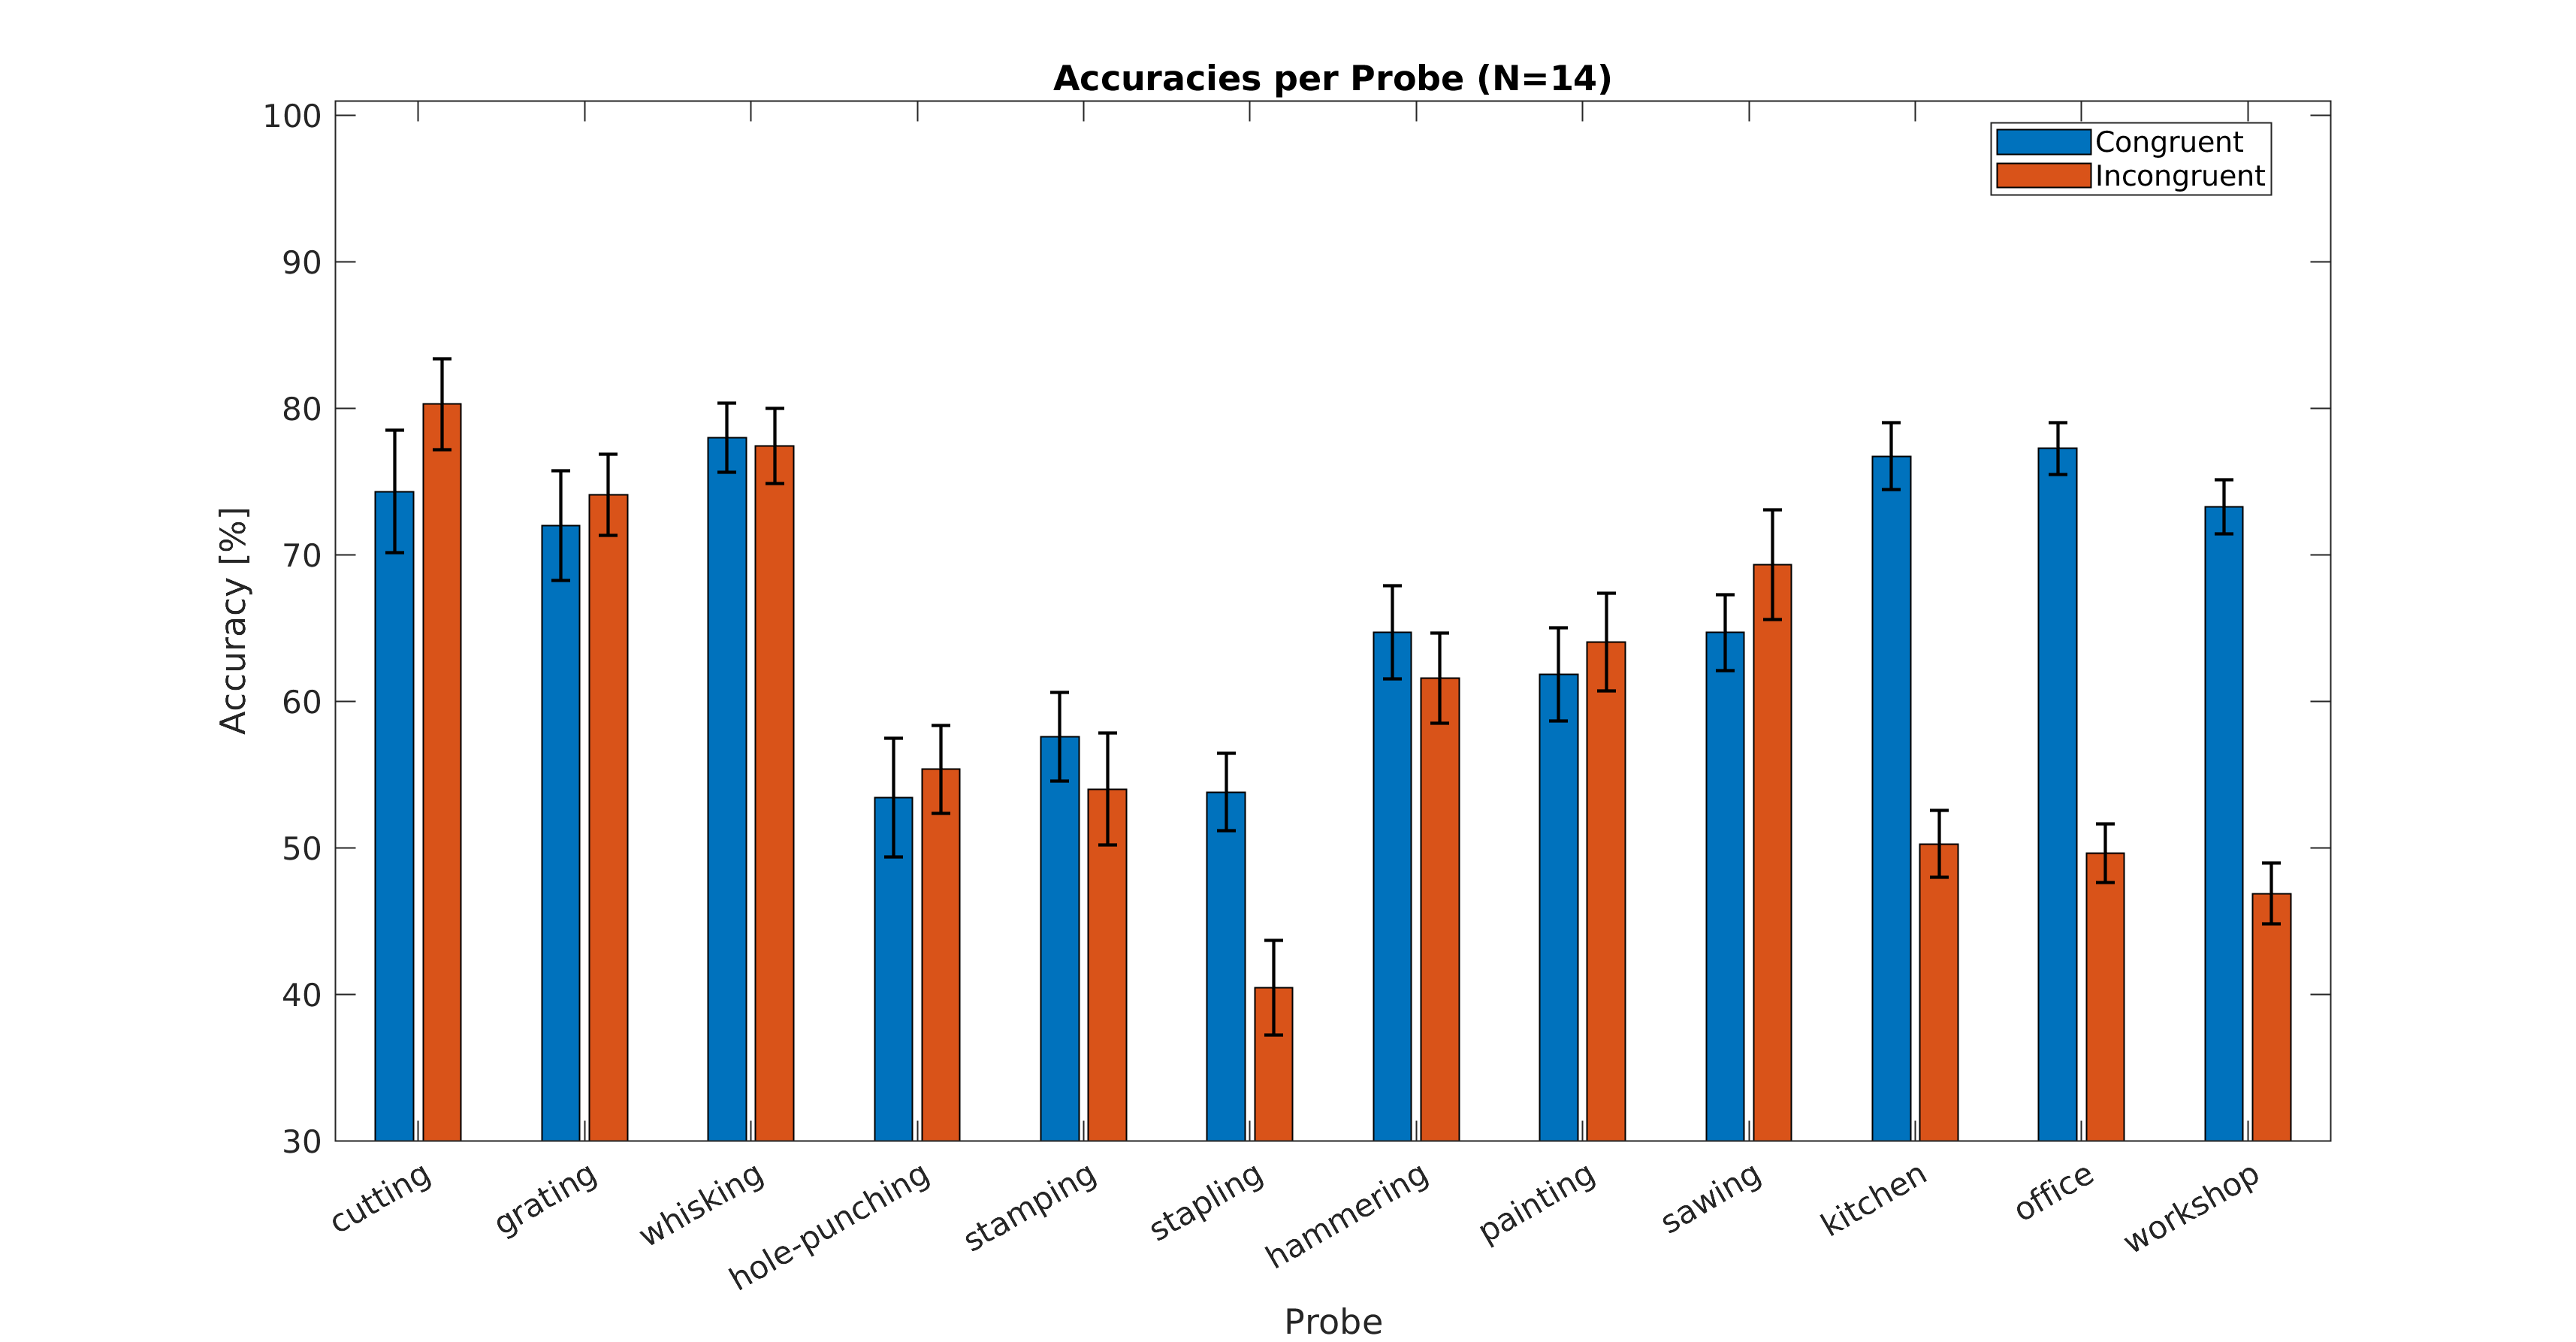 Accuracies per Probe (N=14)
100
90
80
70
60
50
40
30
Accuracy [%]
Congruent
Incongruent
cutting
grating
whisking
hole-punching
stamping
stapling
hammering
painting
sawing
kitchen
office
workshop
Probe